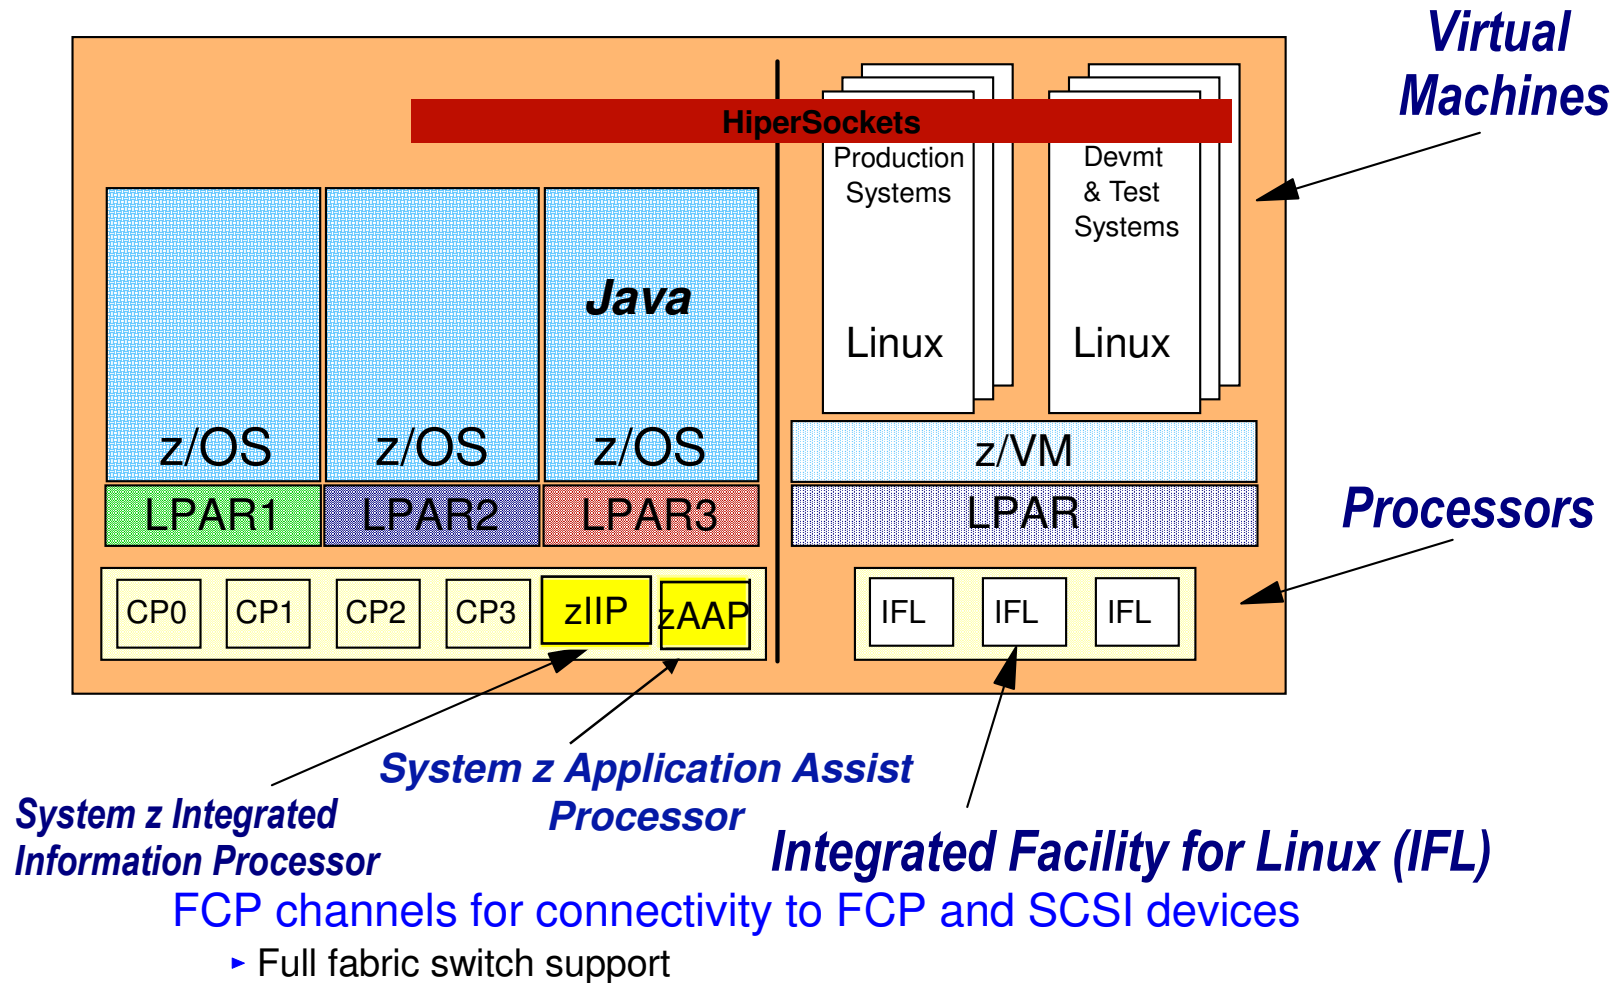 Virtual
Machines
HiperSockets
Production
Systems
Devmt
& Test
Systems
Java
Linux
Linux
z/OS
z/OS
z/OS
z/VM
LPAR1
LPAR2
LPAR3
LPAR
Processors
CP0
CP1
CP2
CP3
zIIP
zAAP
IFL
IFL
IFL
System z Application Assist
Processor
System z Integrated
Information Processor
Integrated Facility for Linux (IFL)
FCP channels for connectivity to FCP and SCSI devices
► Full fabric switch support